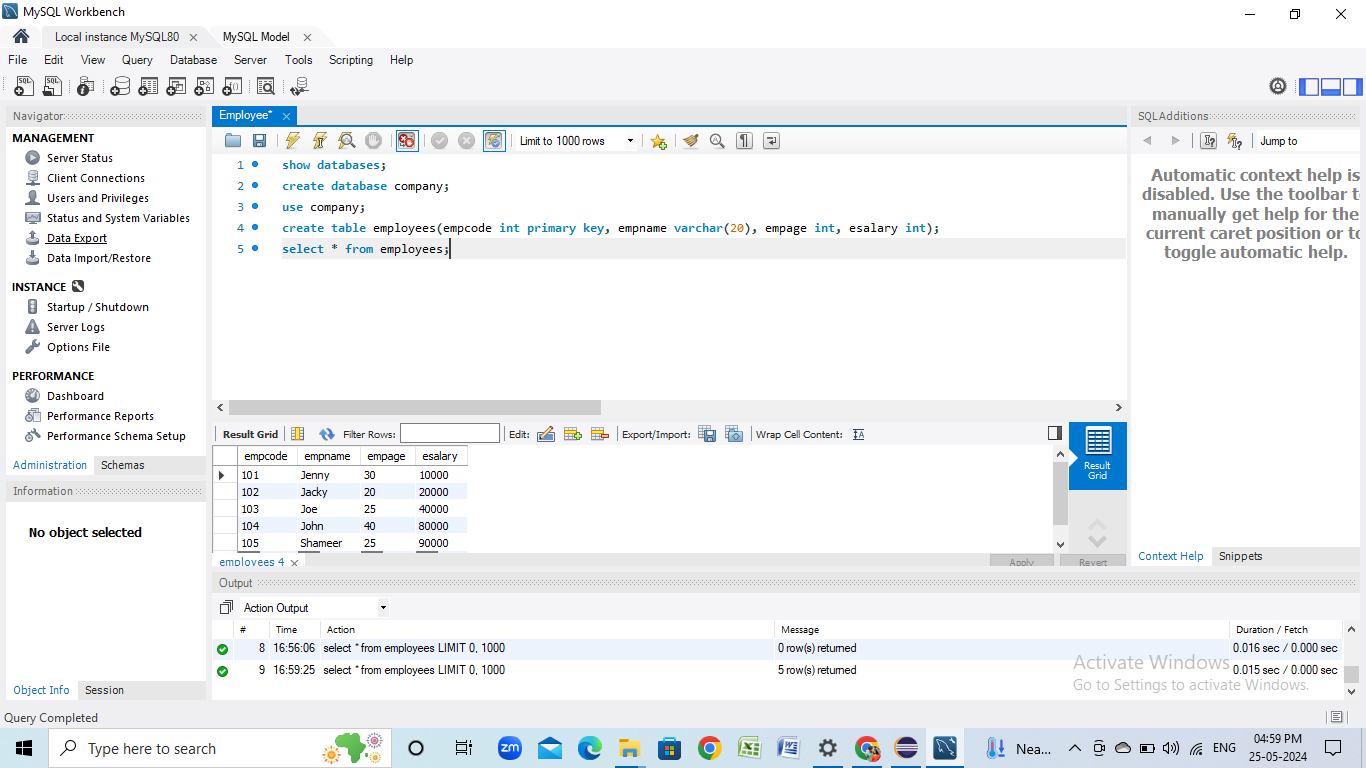 MySQL Workbench
Local instance MySQL80
MySQL Model
File Edit View Query Database Server Tools Scripting Help
Navigator
MANAGEMENT
Server Status
Client Connections
Users and Privileges
Status and System Variables
Data Export
Data Import/Restore
INSTANCE
Startup / Shutdown
Server Logs
Options File
PERFORMANCE
Dashboard
Performance Reports
Performance Schema Setup
Administration Schemas
Information
No object selected
Object Info Session
Query Completed
Employee*
Limit to 1000 rows
1 show databases;
2 create database company;
3 use company;
4 create table employees(empcode int primary key, empname varchar(20), empage int, esalary int);
5 select * from employees;
Result Grid Filter Rows: Edit: Export/Import: Wrap Cell Content:
empcode empname empage esalary
101 Jenny 30 10000
102 Jacky 20 20000
103 Joe 25 40000
104 John 40 80000
105 Shameer 25 90000
Result
Grid
employees 4
Apply Revert
Output
Action Output
# Time Action Message Duration / Fetch
8 16:56:06 select * from employees LIMIT 0, 1000 0 row(s) returned 0.016 sec / 0.000 sec
9 16:59:25 select * from employees LIMIT 0, 1000 5 row(s) returned 0.015 sec / 0.000 sec
SQLAdditions
Jump to
Automatic context help is
disabled. Use the toolbar t
manually get help for the
current caret position or to
toggle automatic help.
Context Help Snippets
Activate Windows
Go to Settings to activate Windows.
Type here to search
zm
Nea...
ENG
04:59 PM
25-05-2024